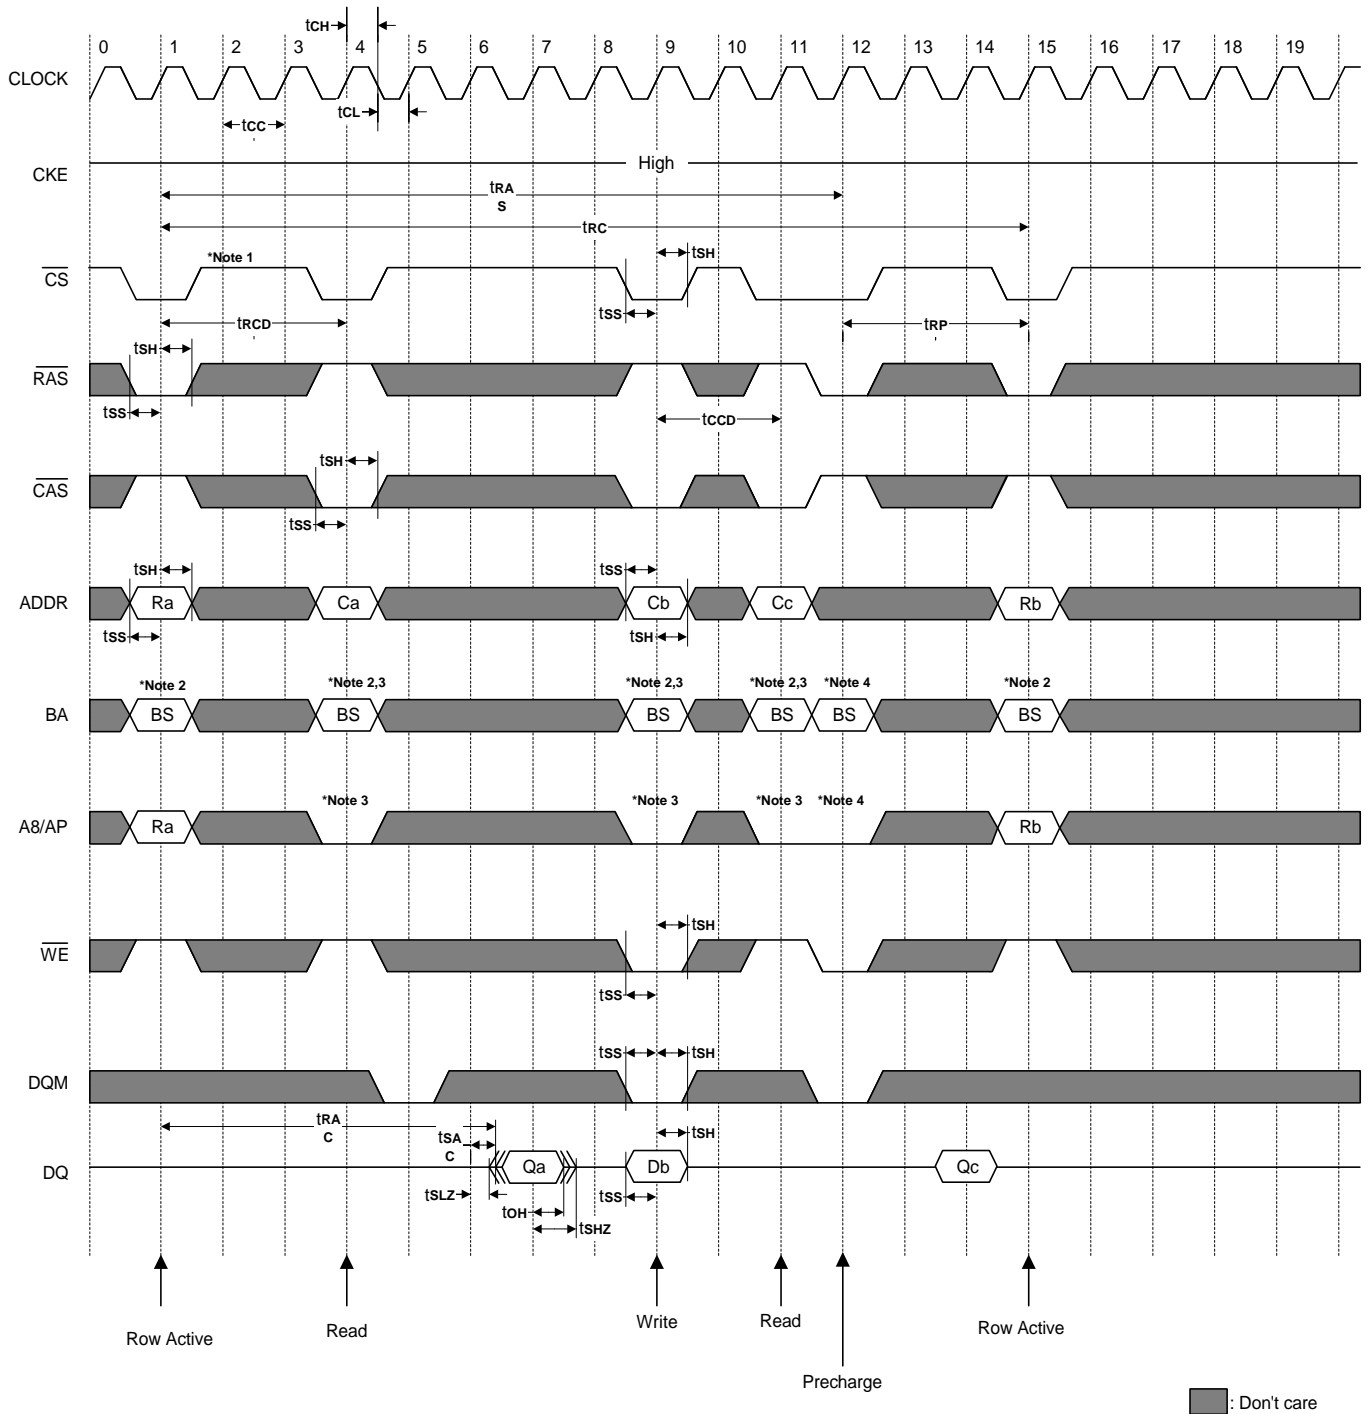 tCH
0 1 2 3 4 5 6 7 8 9 10 11 12 13 14 15 16 17 18 19
CLOCK
tCL
tCC
High
CKE
tRA
S
tRC
*Note 1
tSH
CS
tSS
tRCD
tRP
tSH
RAS
tSS
tCCD
tSH
CAS
tSS
tSH
tSS
ADDR
Ra Ca Cb Cc Rb
tSS
tSH
*Note 2 *Note 2,3 *Note 2,3 *Note 2,3 *Note 4 *Note 2
BA
BS BS BS BS BS BS
*Note 3 *Note 3 *Note 3 *Note 4
A8/AP
Ra Rb
tSH
WE
tSS
tSS tSH
DQM
tRA
C
tSA
C
tSH
DQ
Qa Db Qc
tSLZ
tSS
tOH
tSHZ
Row Active Read Write Read Row Active
Precharge
: Don't care